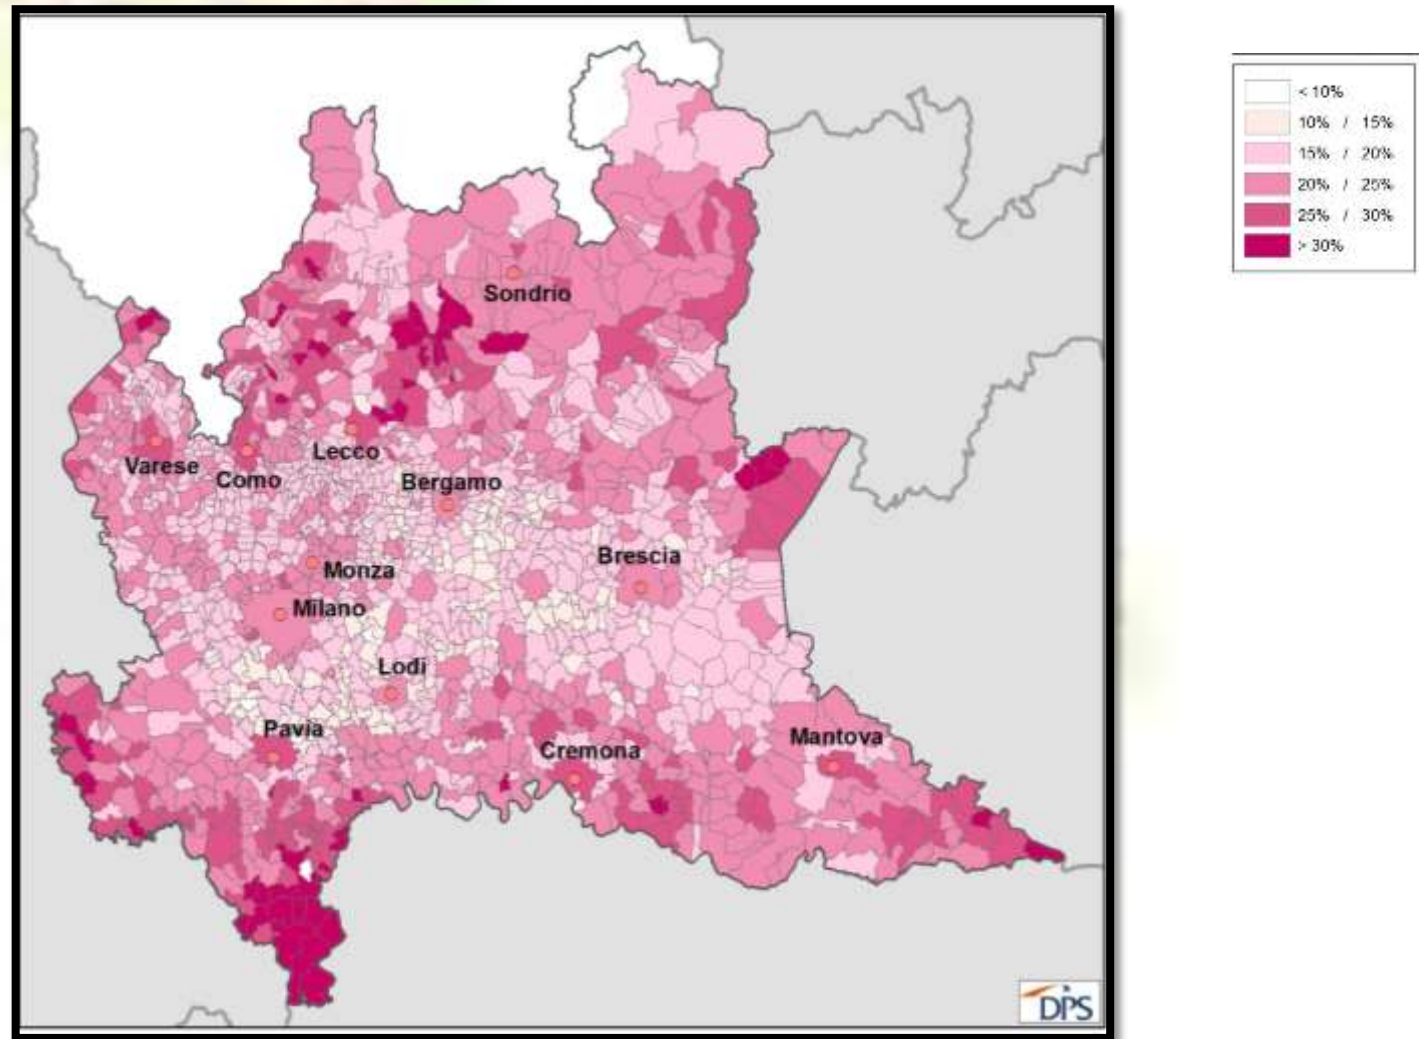 Sondrio
Varese
Como
Lecco
Bergamo
Brescia
Monza
Milano
Lodi
Pavia
Cremona
Mantova
DPS
< 10%
10% / 15%
15% / 20%
20% / 25%
25% / 30%
> 30%